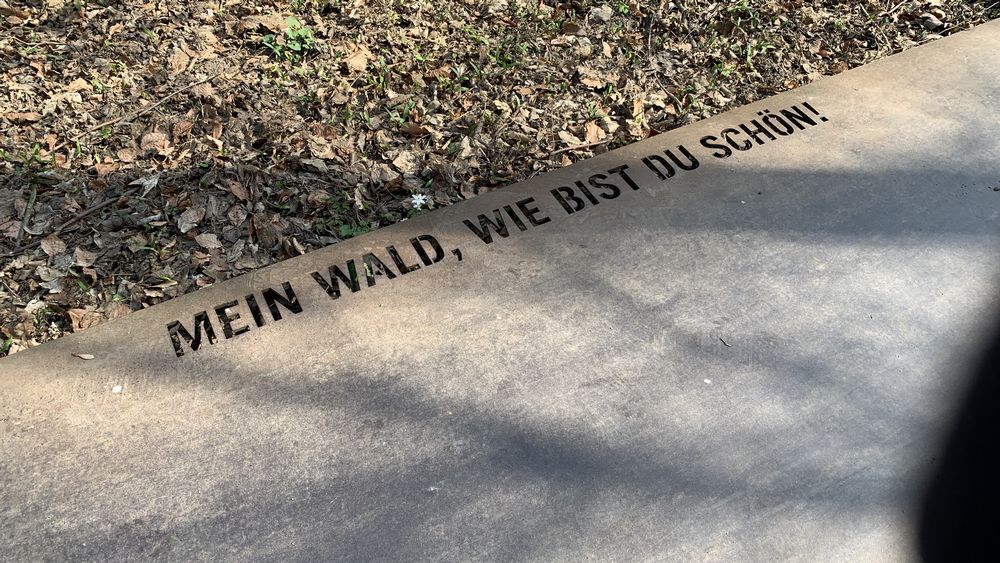 MEIN WALD, WIE BIST DU SCHÖN!